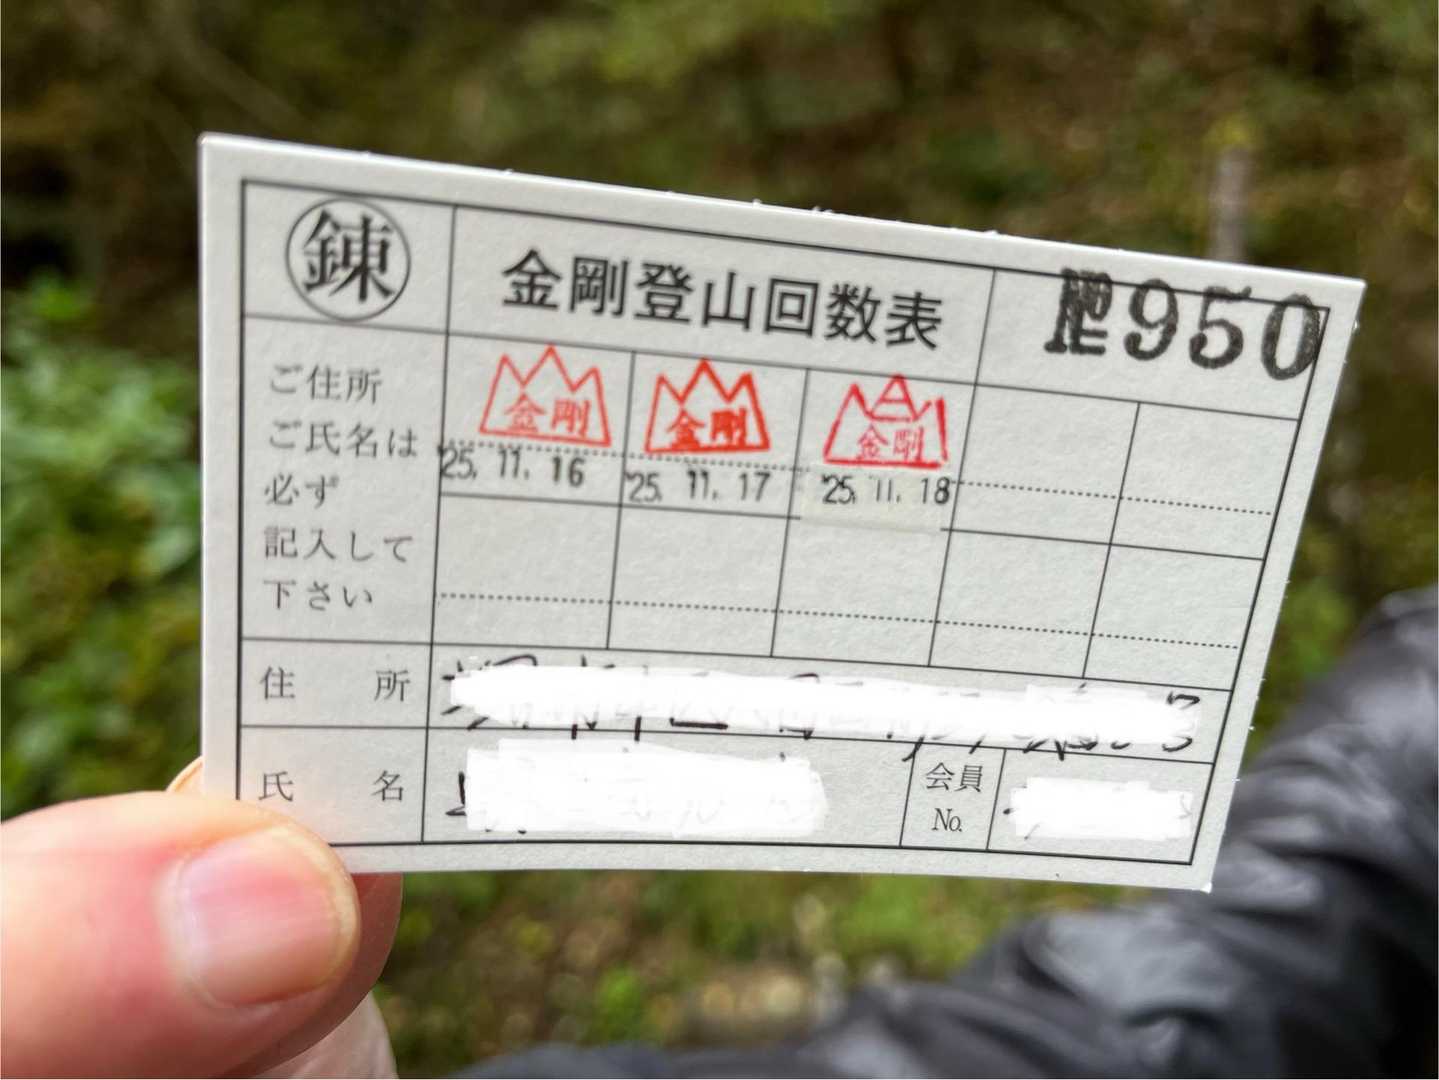 錬
金剛登山回数表
№950
ご住所
ご氏名は
必ず
記入して
下さい
金剛
'25. 11. 16
金剛
'25. 11. 17
金剛
'25. 11. 18
住所
氏名
会員
No.